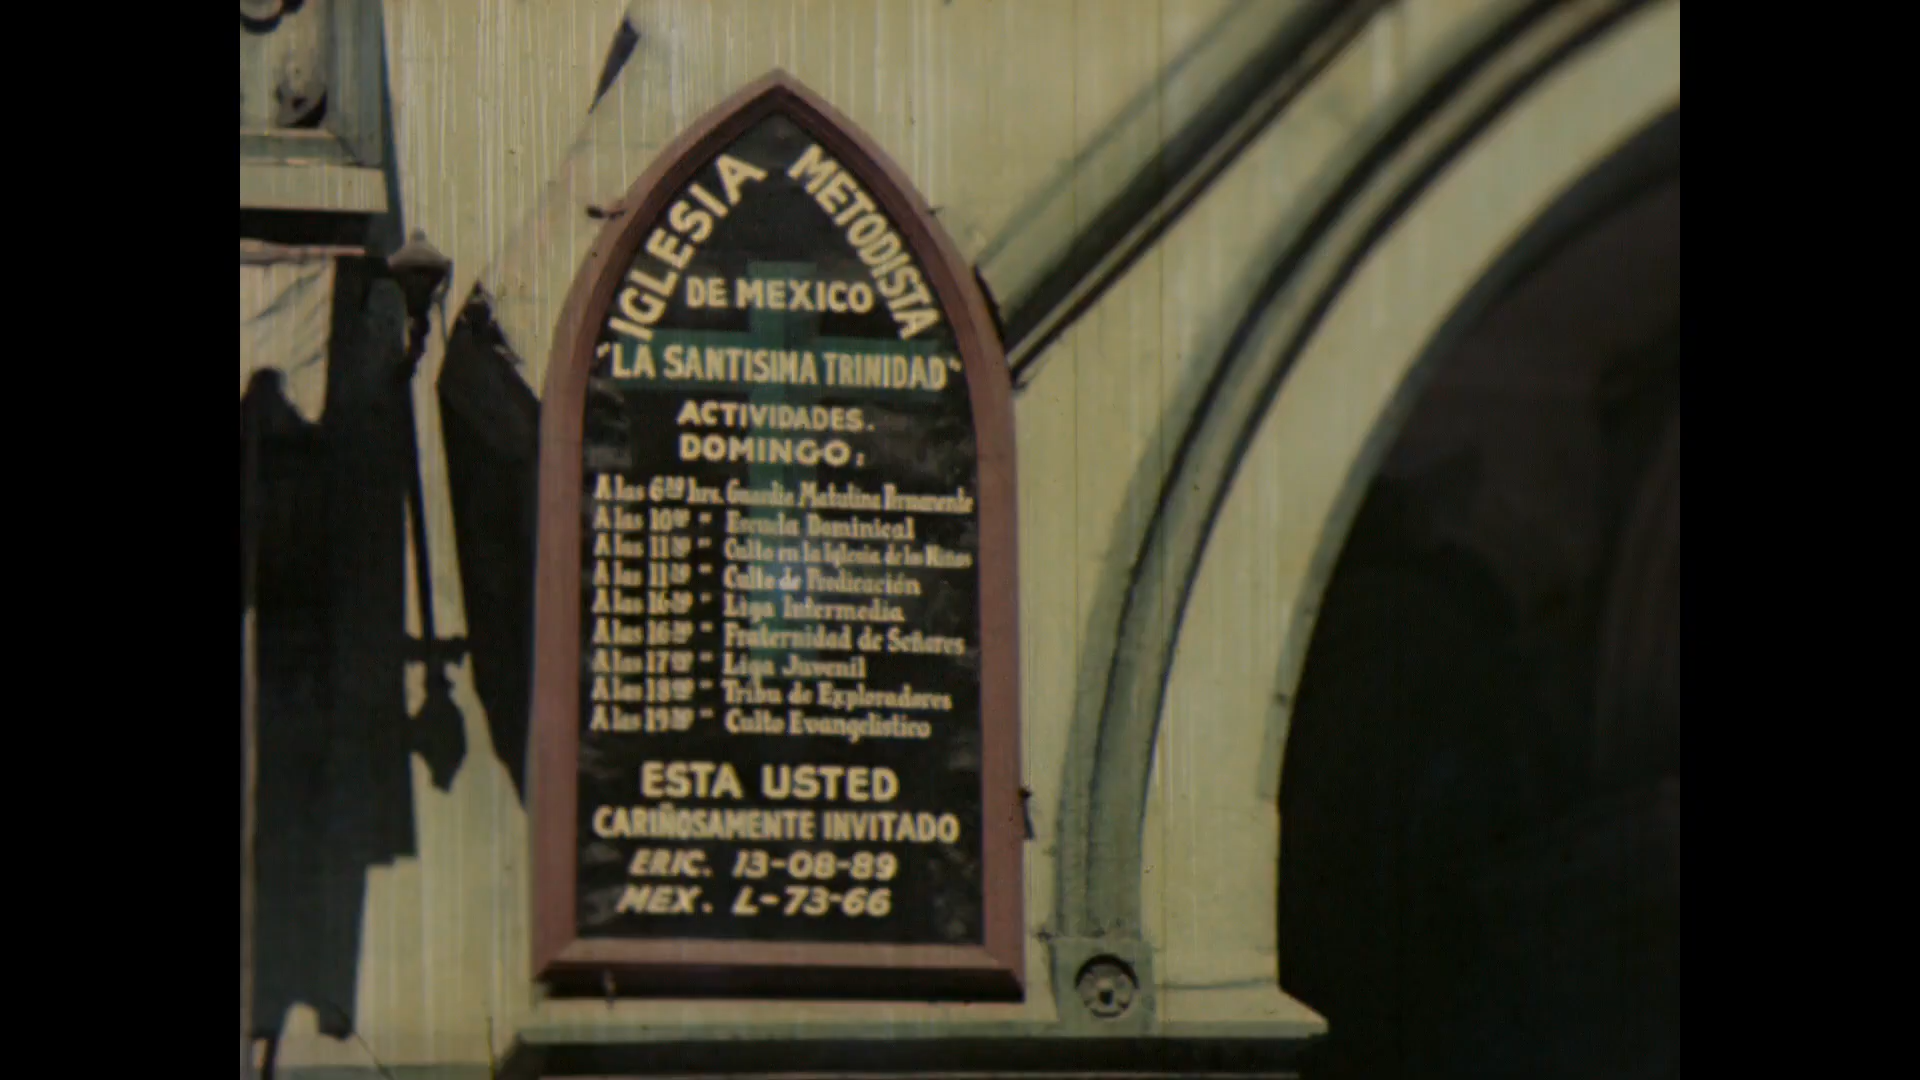 IGLESIA METODISTA
DE MEXICO
"LA SANTISIMA TRINIDAD"
ACTIVIDADES.
DOMINGO:
A las 6 hrs. Guardia Matutina Permanente
A las 10 " Escuela Dominical
A las 11 " Culto en la Iglesia de los Niños
A las 11 " Culto de Predicación
A las 16 " Liga Intermedia
A las 16 " Fraternidad de Señores
A las 17 " Liga Juvenil
A las 18 " Tribu de Exploradores
A las 19 " Culto Evangelistico
ESTA USTED
CARIÑOSAMENTE INVITADO
ERIC. 13-08-89
MEX. L-73-66